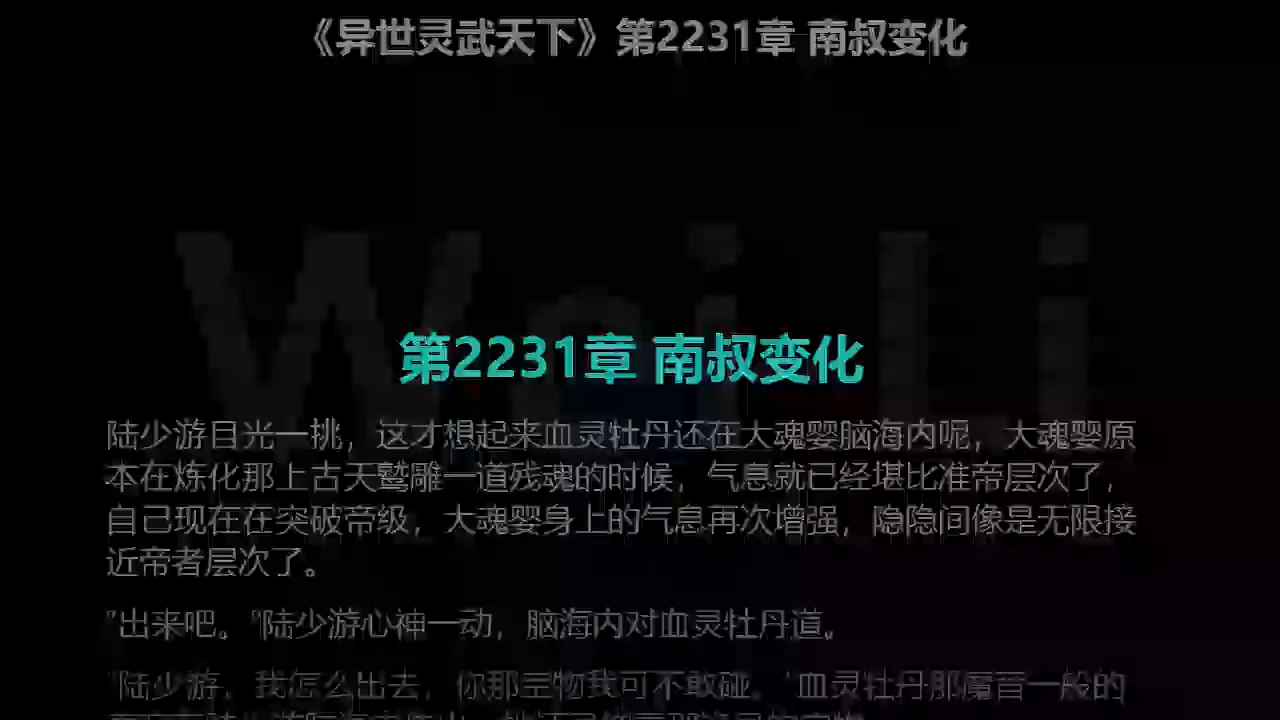 《异世灵武天下》第2231章 南叔变化
Wei Li
第2231章 南叔变化
陆少游目光一挑，这才想起来血灵牡丹还在大魂婴脑海内呢，大魂婴原
本在炼化那上古天鹫雕一道残魂的时候，气息就已经堪比准帝层次了，
自己现在在突破帝级，大魂婴身上的气息再次增强，隐隐间像是无限接
近帝者层次了。
“出来吧。”陆少游心神一动，脑海内对血灵牡丹道。
“陆少游，我怎么出去，你那宝物我可不敢碰。”血灵牡丹那魔音一般的